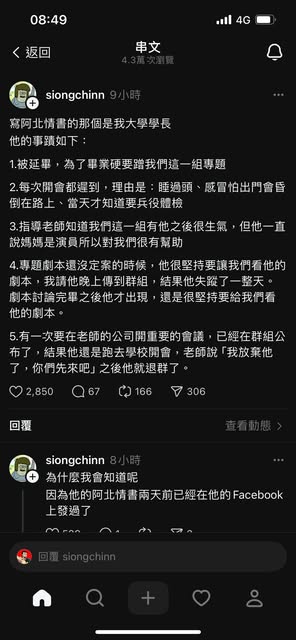 08:49
4G 60
返回
串文
4.3萬 次瀏覽
siongchinn 9小時
寫阿北情書的那個是我大學學長
他的事蹟如下：
1.被延畢，為了畢業硬要蹭我們這一組專題
2.每次開會都遲到，理由是：睡過頭、感冒怕出門會昏
倒在路上、當天才知道要兵役體檢
3.指導老師知道我們這一組有他之後很生氣，但他一直
說媽媽是演員所以對我們很有幫助
4.專題劇本還沒定案的時候，他很堅持要讓我們看他的
劇本，我請他晚上傳到群組，結果他失蹤了一整天。
劇本討論完畢之後他才出現，還是很堅持要給我們看
他的劇本。
5.有一次要在老師的公司開重要的會議，已經在群組公
布了，結果他還是跑去學校開會，老師說「我放棄他
了，你們先來吧」之後他就退群了。
2,850 67 166 306
回覆
查看動態
siongchinn 8小時
為什麼我會知道呢
因為他的阿北情書兩天前已經在他的Facebook
上發過了
回覆 siongchinn